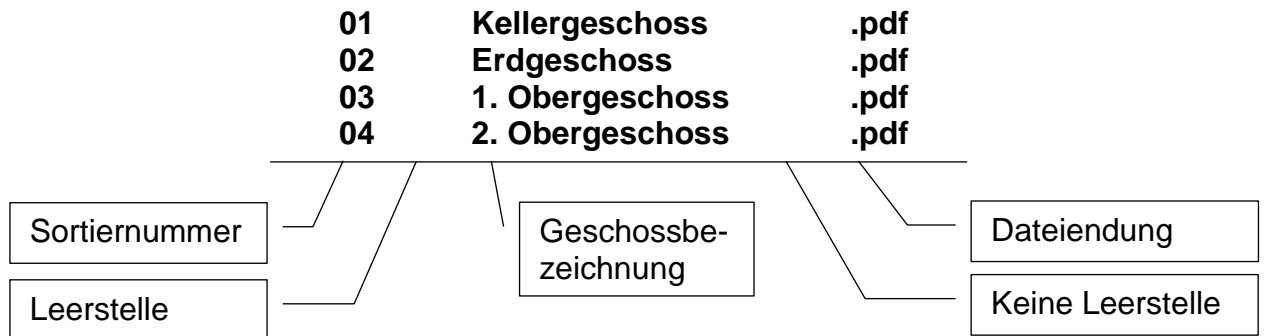 01 Kellergeschoss .pdf
02 Erdgeschoss .pdf
03 1. Obergeschoss .pdf
04 2. Obergeschoss .pdf
Sortiernummer
Leerstelle
Geschossbe-
zeichnung
Dateiendung
Keine Leerstelle